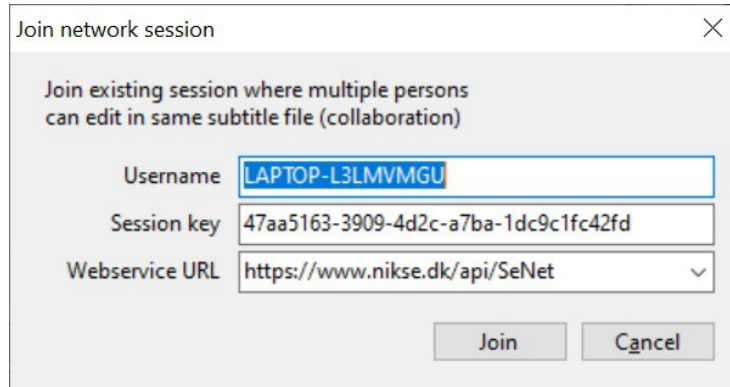 Join network session
Join existing session where multiple persons
can edit in same subtitle file (collaboration)
Username LAPTOP-L3LMVMGU
Session key 47aa5163-3909-4d2c-a7ba-1dc9c1fc42fd
Webservice URL https://www.nikse.dk/api/SeNet
Join Cancel